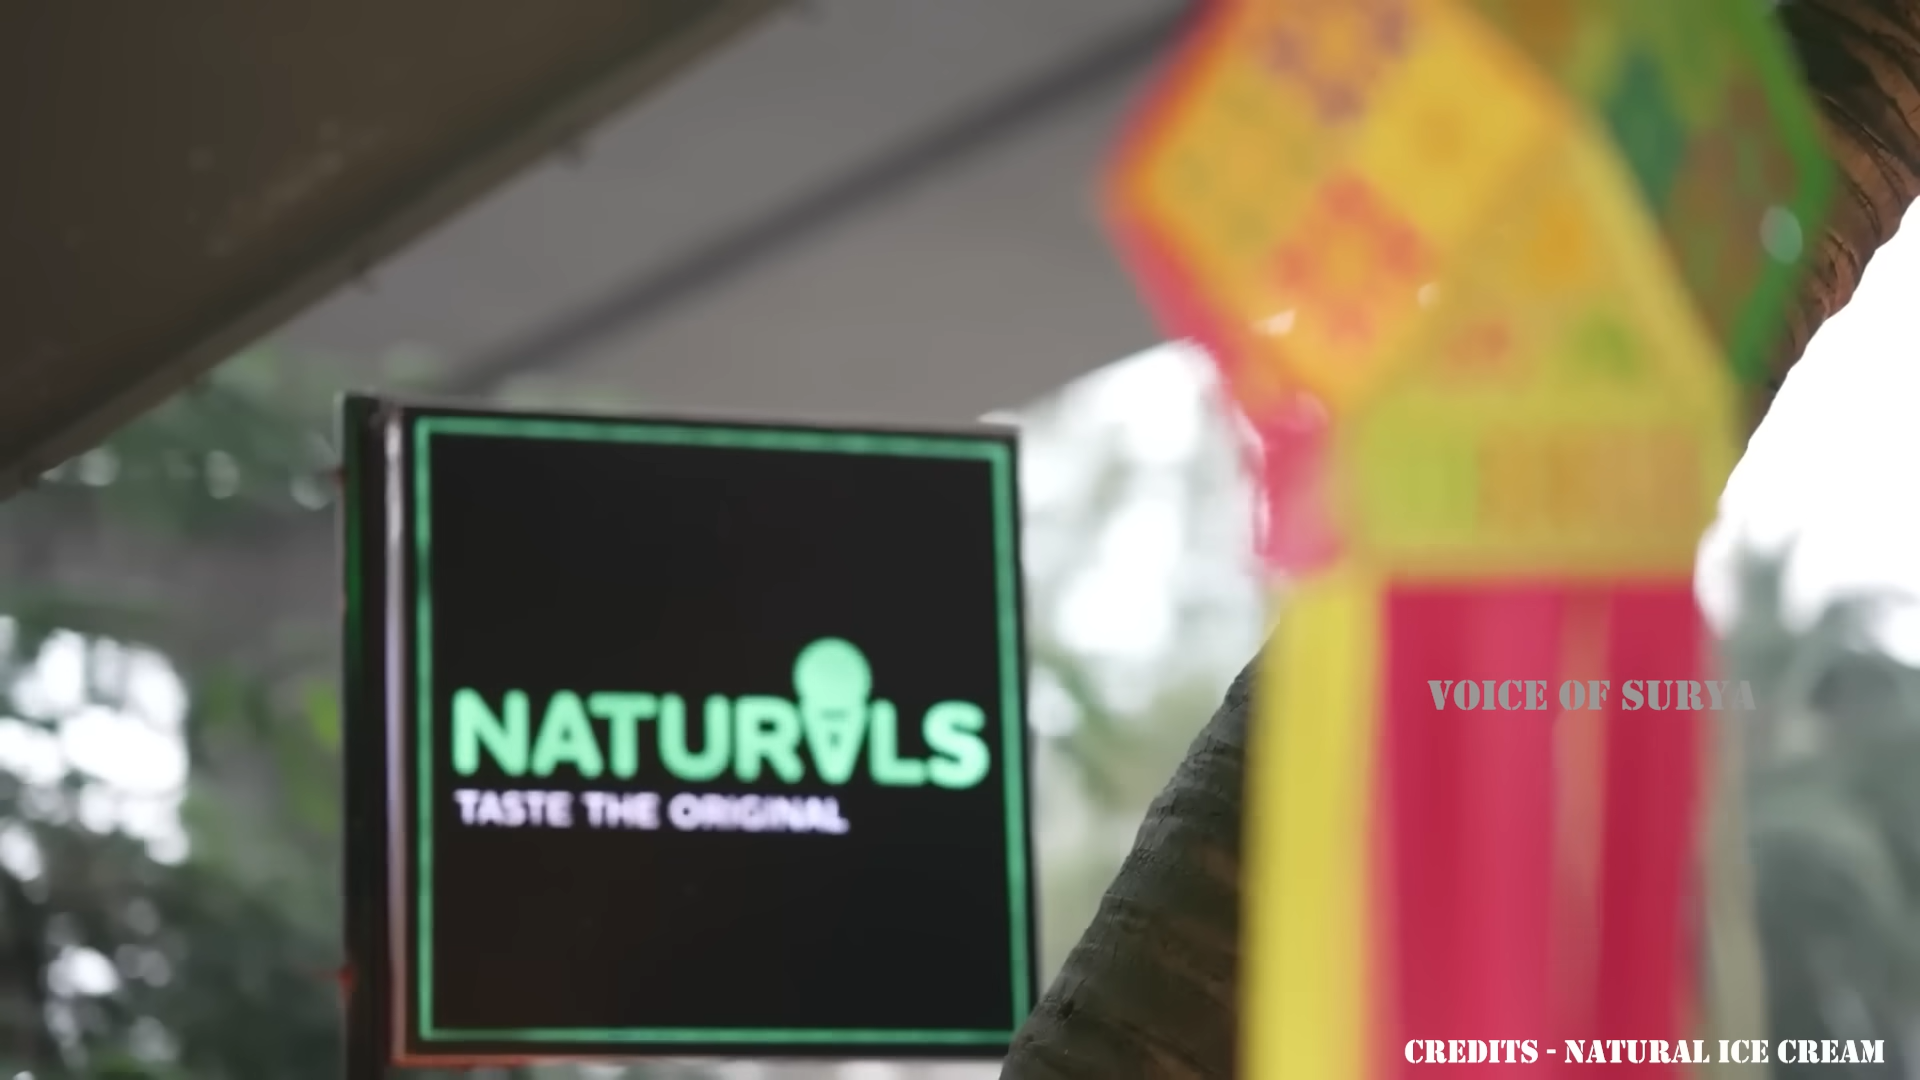 NATURALS
TASTE THE ORIGINAL
VOICE OF SURYA
CREDITS - NATURAL ICE CREAM